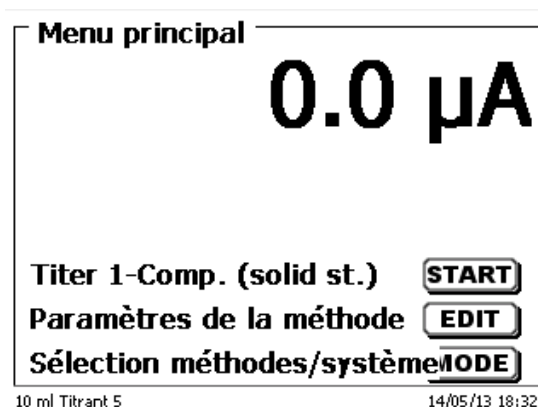 Menu principal
0.0 µA
Titer 1-Comp. (solid st.) START
Paramètres de la méthode EDIT
Sélection méthodes/système MODE
10 ml Titrant 5 14/05/13 18:32